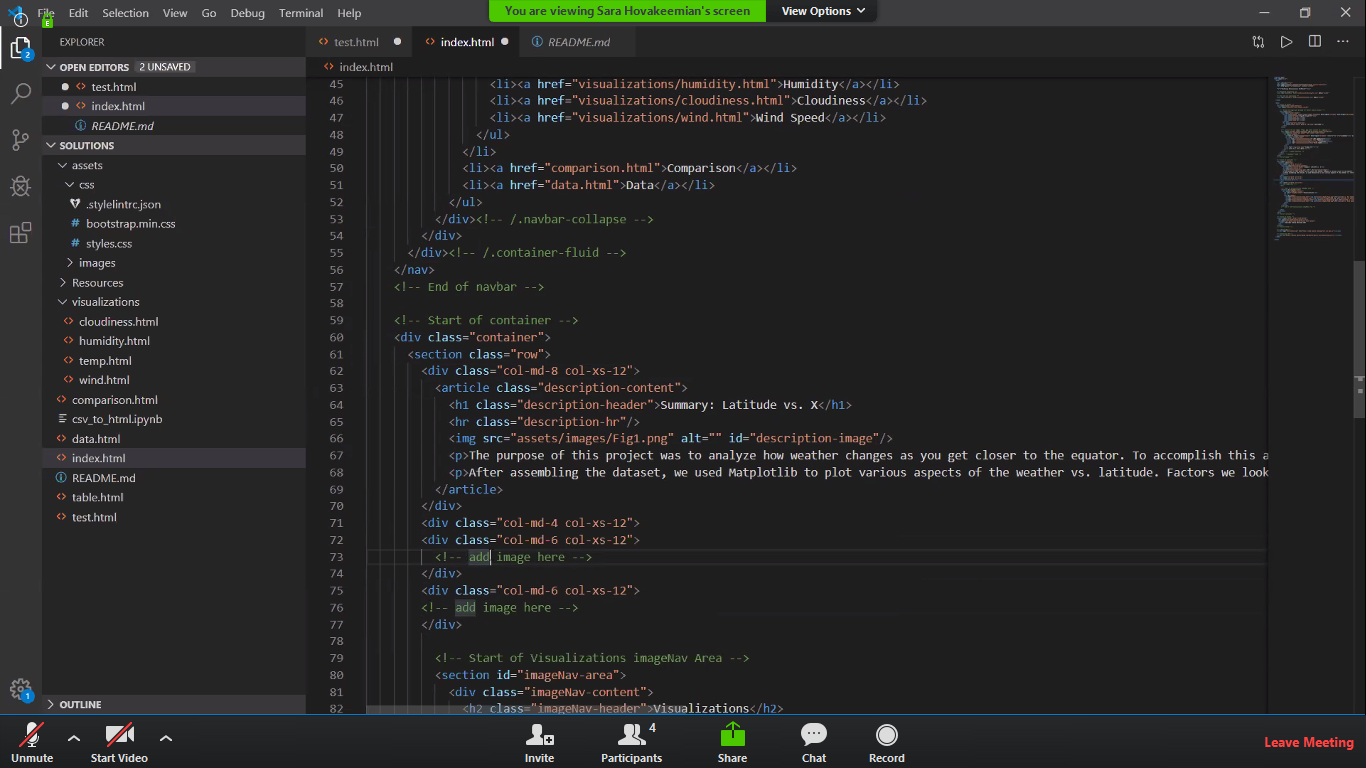 File Edit Selection View Go Debug Terminal Help
You are viewing Sara Hovakeemian's screen
View Options
E
EXPLORER
2
OPEN EDITORS 2 UNSAVED
test.html
index.html
README.md
SOLUTIONS
assets
css
.stylelintrc.json
bootstrap.min.css
styles.css
images
Resources
visualizations
cloudiness.html
humidity.html
temp.html
wind.html
comparison.html
csv_to_html.ipynb
data.html
index.html
README.md
table.html
test.html
OUTLINE
1
test.html index.html README.md
index.html
45 <li><a href="visualizations/humidity.html">Humidity</a></li>
46 <li><a href="visualizations/cloudiness.html">Cloudiness</a></li>
47 <li><a href="visualizations/wind.html">Wind Speed</a></li>
48 </ul>
49 </li>
50 <li><a href="comparison.html">Comparison</a></li>
51 <li><a href="data.html">Data</a></li>
52 </ul>
53 </div><!-- /.navbar-collapse -->
54 </div>
55 </div><!-- /.container-fluid -->
56 </nav>
57 <!-- End of navbar -->
58
59 <!-- Start of container -->
60 <div class="container">
61 <section class="row">
62 <div class="col-md-8 col-xs-12">
63 <article class="description-content">
64 <h1 class="description-header">Summary: Latitude vs. X</h1>
65 <hr class="description-hr"/>
66 <img src="assets/images/Fig1.png" alt="" id="description-image"/>
67 <p>The purpose of this project was to analyze how weather changes as you get closer to the equator. To accomplish this a
68 <p>After assembling the dataset, we used Matplotlib to plot various aspects of the weather vs. latitude. Factors we look
69 </article>
70 </div>
71 <div class="col-md-4 col-xs-12">
72 <div class="col-md-6 col-xs-12">
73 <!-- add image here -->
74 </div>
75 <div class="col-md-6 col-xs-12">
76 <!-- add image here -->
77 </div>
78
79 <!-- Start of Visualizations imageNav Area -->
80 <section id="imageNav-area">
81 <div class="imageNav-content">
82 <h2 class="imageNav-header">Visualizations</h2>
Unmute Start Video Invite Participants 4 Share Chat Record Leave Meeting